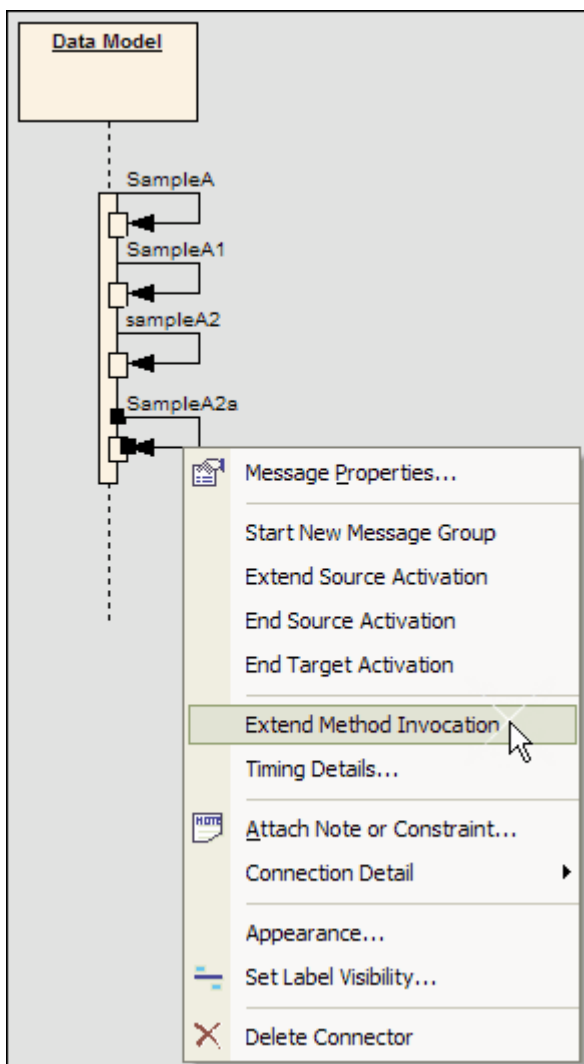 Data Model
SampleA
SampleA1
sampleA2
SampleA2a
Message Properties...
Start New Message Group
Extend Source Activation
End Source Activation
End Target Activation
Extend Method Invocation
Timing Details...
NOTE
Attach Note or Constraint...
Connection Detail
Appearance...
Set Label Visibility...
Delete Connector